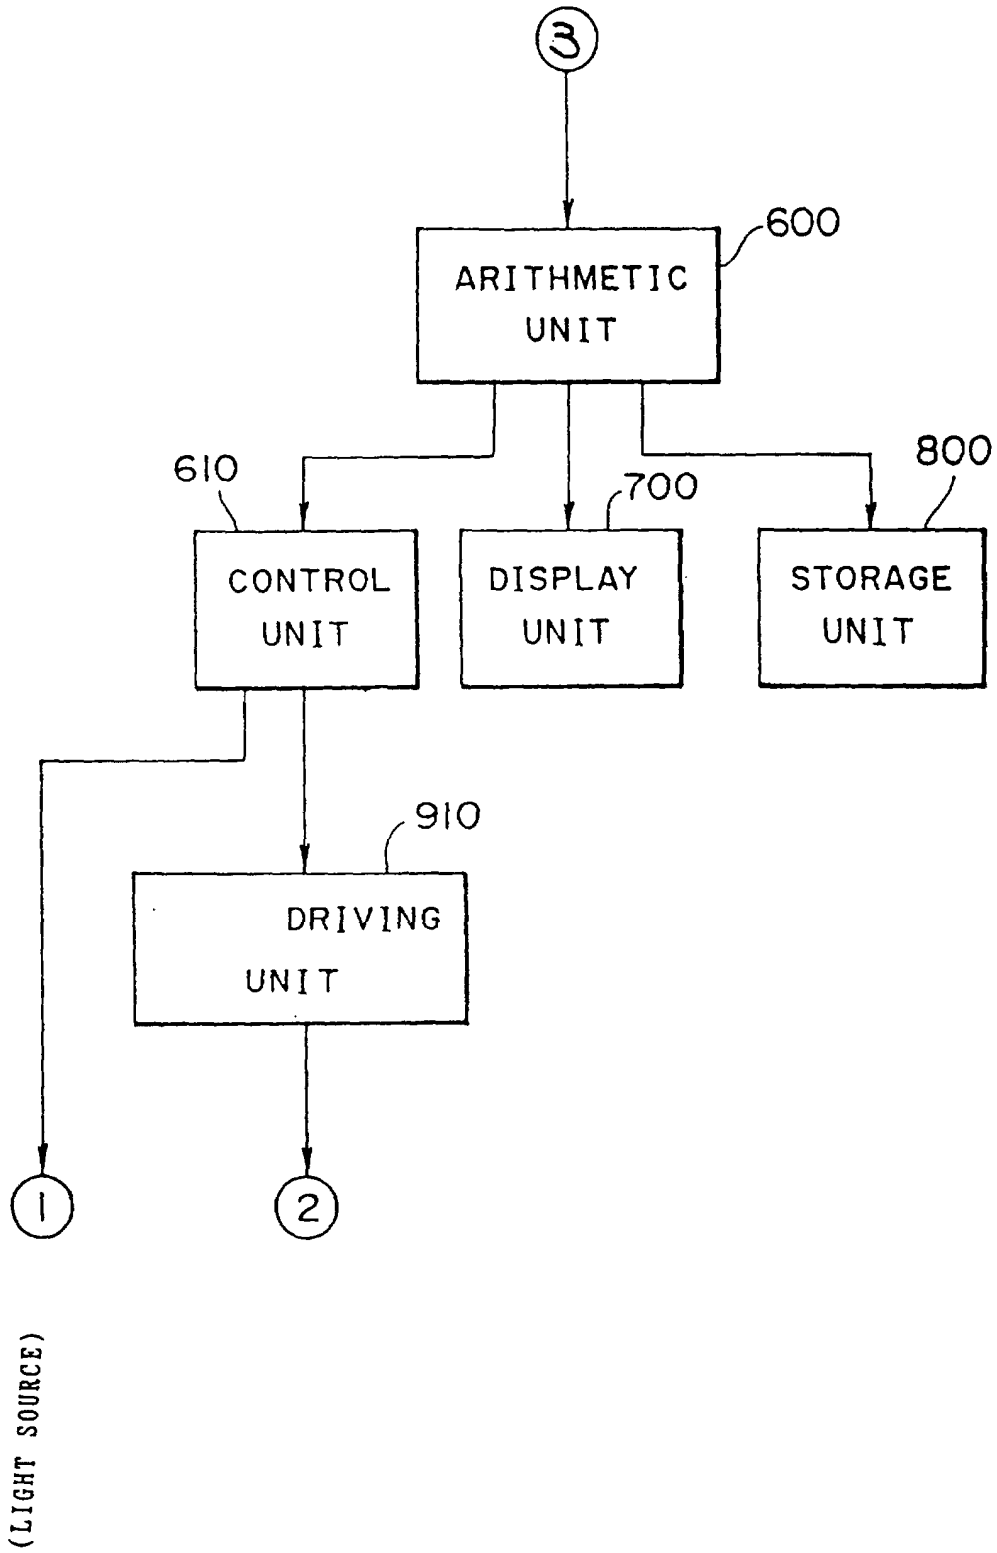 3
600
ARITHMETIC
UNIT
610
700
800
CONTROL
UNIT
DISPLAY
UNIT
STORAGE
UNIT
910
DRIVING
UNIT
1
2
(LIGHT SOURCE)